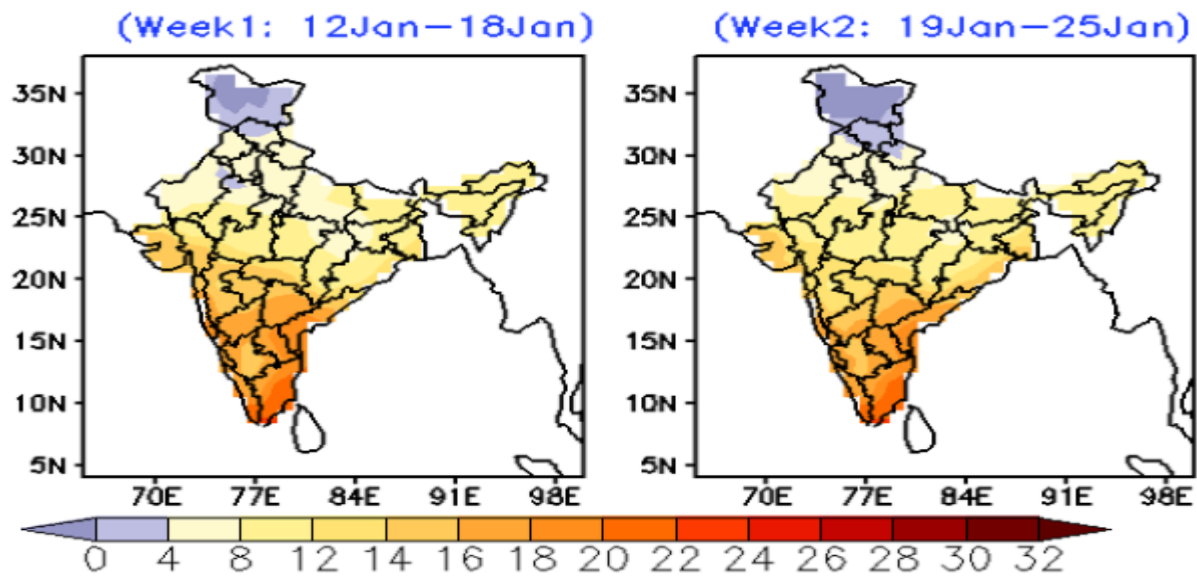 (Week1: 12Jan–18Jan) (Week2: 19Jan–25Jan)
35N 35N
30N 30N
25N 25N
20N 20N
15N 15N
10N 10N
5N 5N
70E 77E 84E 91E 98E 70E 77E 84E 91E 98E
0 4 8 12 14 16 18 20 22 24 26 28 30 32